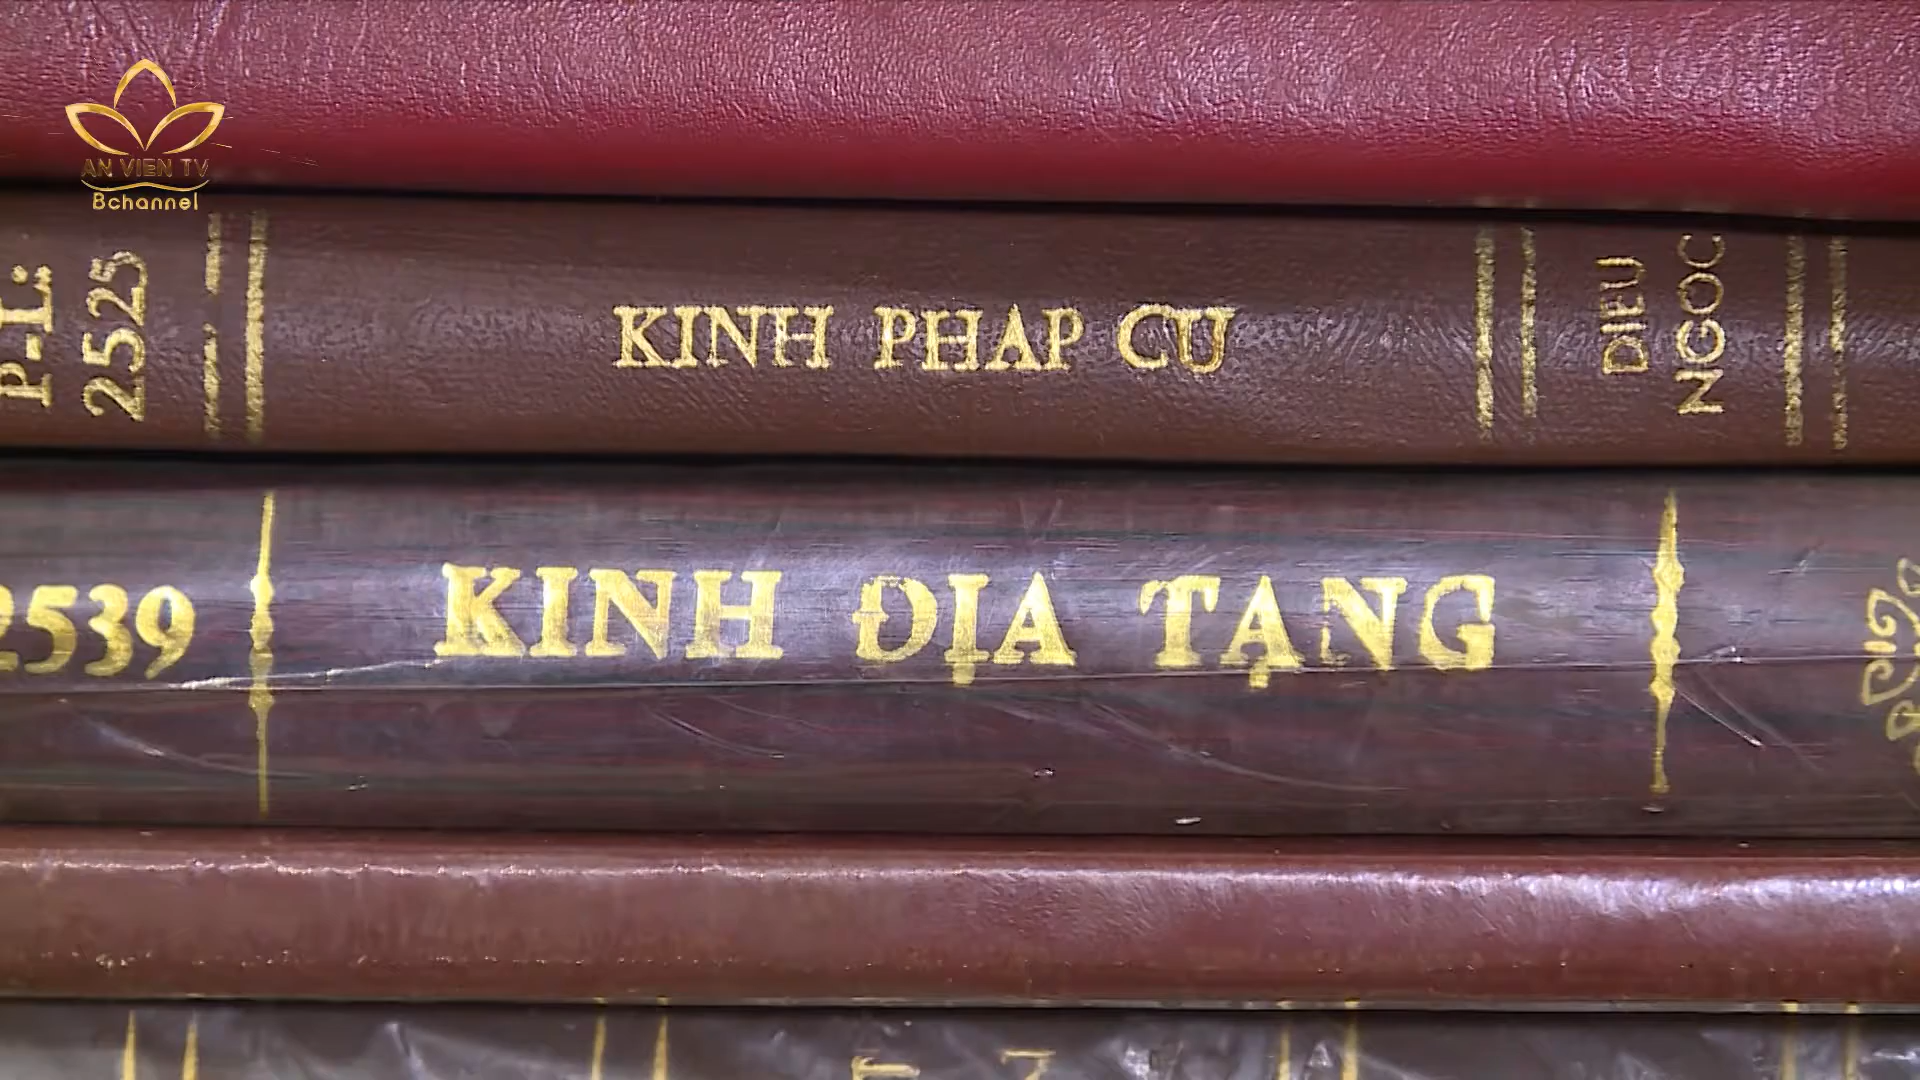 AN VIEN TV
Bchannel
P-L:
2525
KINH PHAP CU
DIEU
NGOC
2539
KINH ĐỊA TẠNG